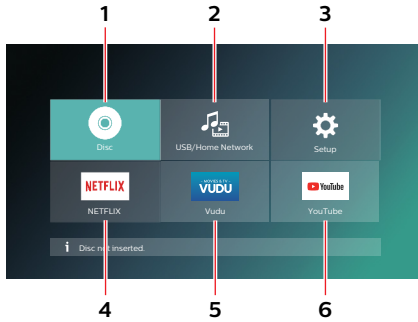 1 2 3
Disc USB/Home Network Setup
NETFLIX MOVIES & TV VUDU YouTube
NETFLIX Vudu YouTube
i Disc not inserted.
4 5 6